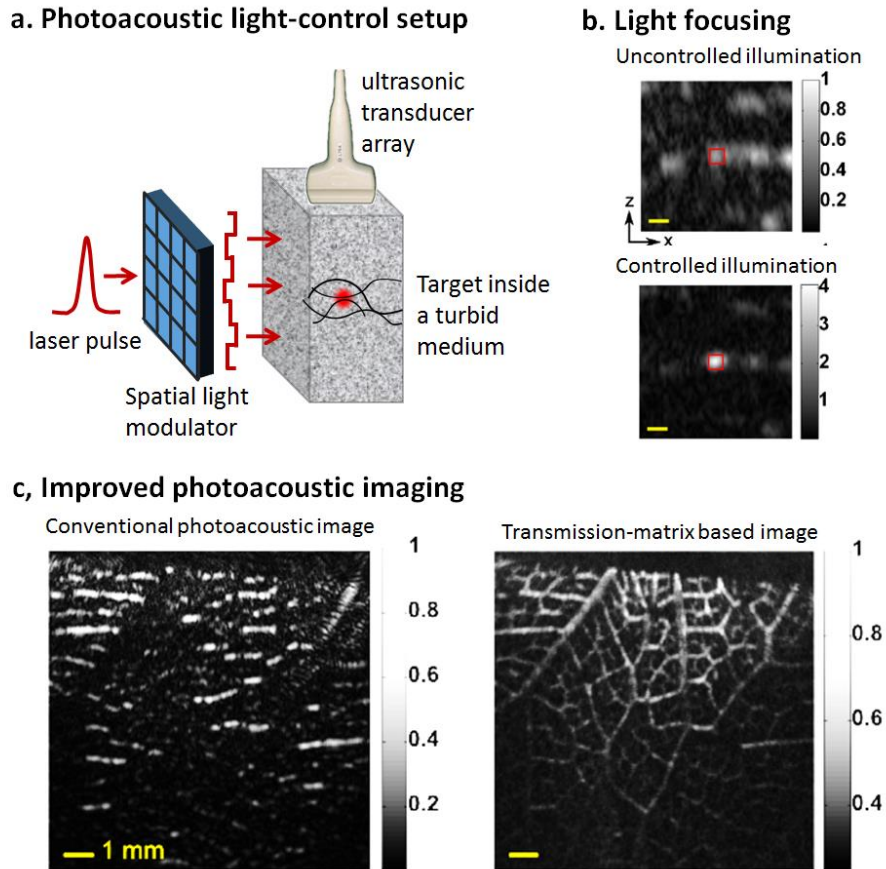 a. Photoacoustic light-control setup
ultrasonic
transducer
array
laser pulse
Spatial light
modulator
Target inside
a turbid
medium
b. Light focusing
Uncontrolled illumination
1
0.8
0.6
0.4
0.2
z
x
Controlled illumination
4
3
2
1
c, Improved photoacoustic imaging
Conventional photoacoustic image
1
0.8
0.6
0.4
0.2
1 mm
Transmission-matrix based image
1
0.8
0.6
0.4